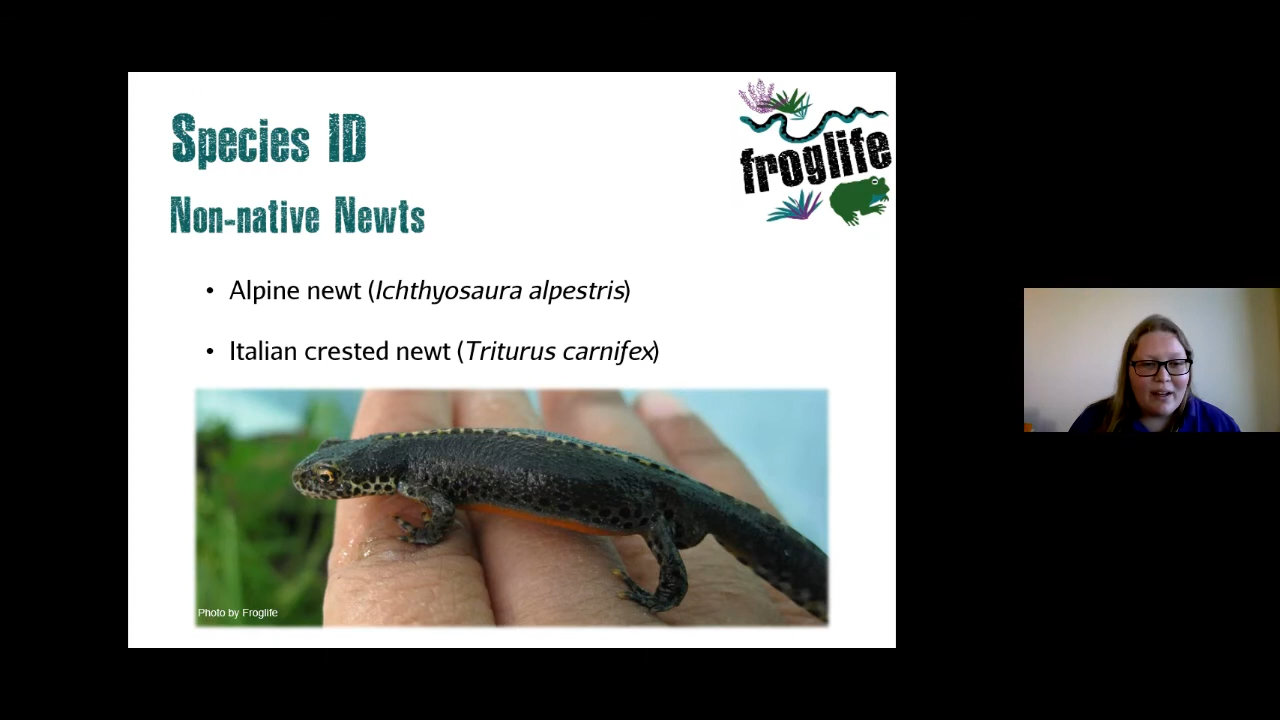 Species ID
froglife
Non-native Newts
• Alpine newt (Ichthyosaura alpestris)
• Italian crested newt (Triturus carnifex)
Photo by Froglife